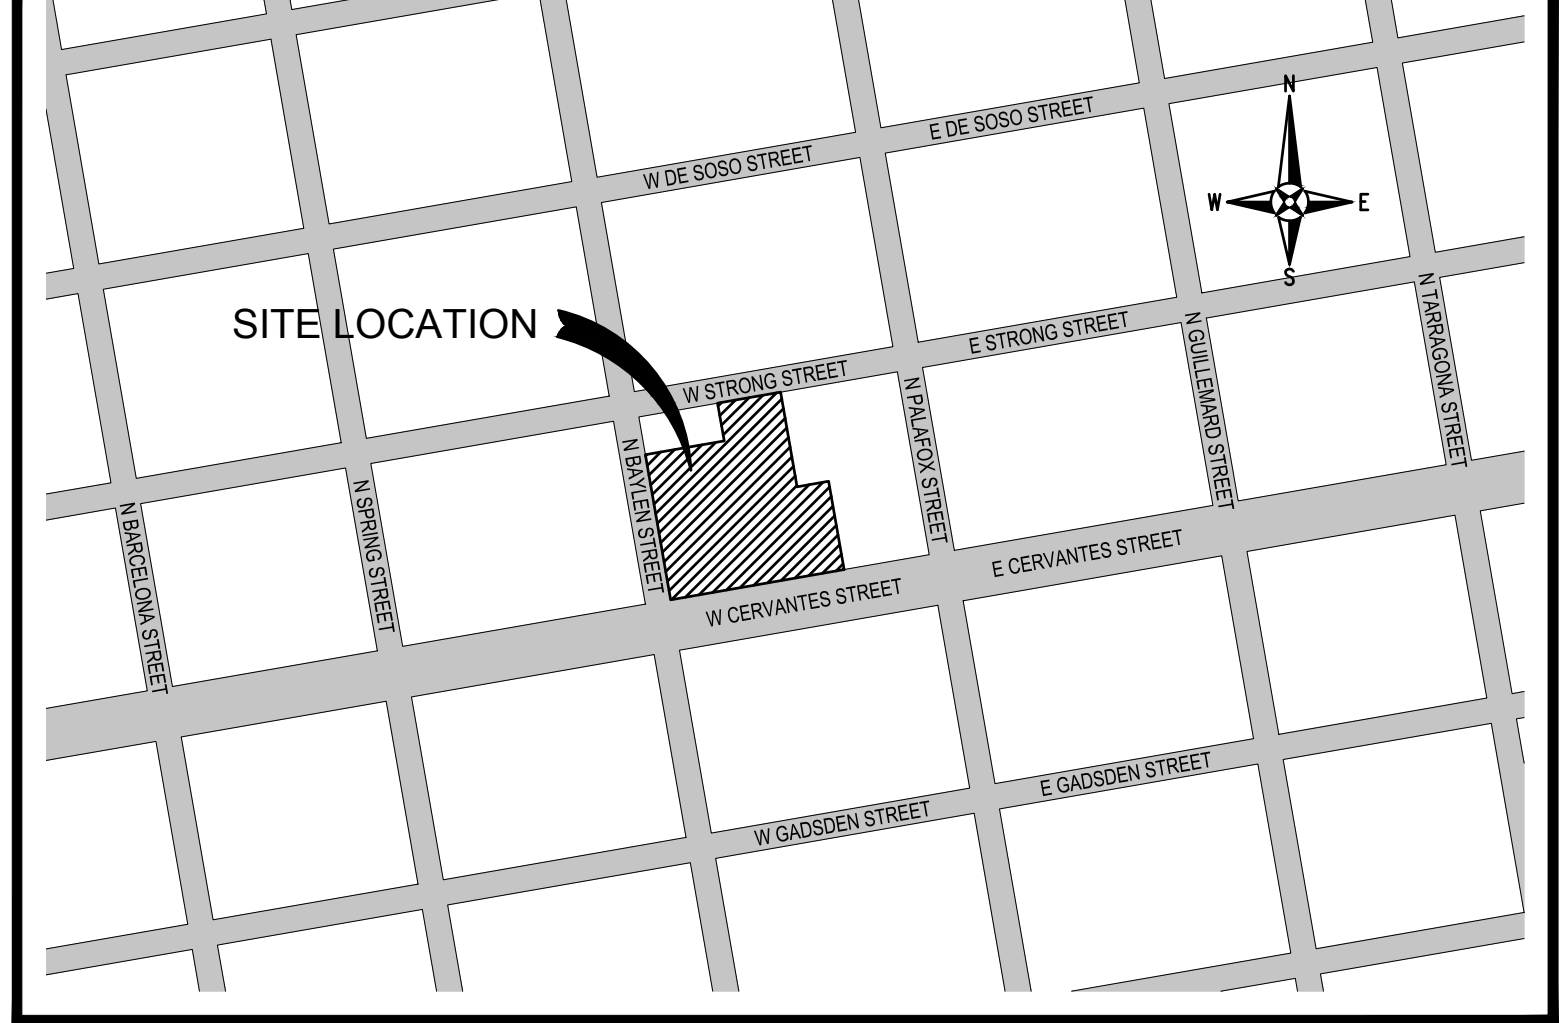 N
W E
S
E DE SOSO STREET
W DE SOSO STREET
SITE LOCATION
E STRONG STREET
W STRONG STREET
N TARRAGONA STREET
N GUILLEMARD STREET
N PALAFOX STREET
N BAYLEN STREET
N SPRING STREET
N BARCELONA STREET
E CERVANTES STREET
W CERVANTES STREET
E GADSDEN STREET
W GADSDEN STREET